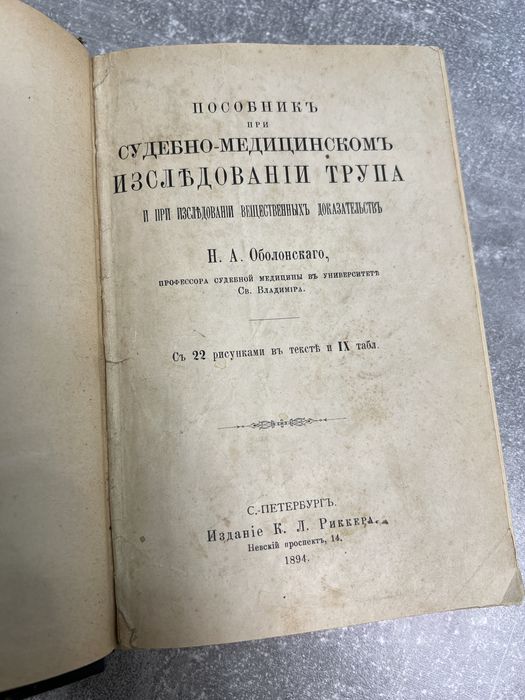 ПОСОБНИКЪ
ПРИ
СУДЕБНО-МЕДИЦИНСКОМЪ
ИЗСЛѢДОВАНІИ ТРУПА
И ПРИ ИЗСЛѢДОВАНІИ ВЕЩЕСТВЕННЫХЪ ДОКАЗАТЕЛЬСТВЪ
Н. А. Оболонскаго,
ПРОФЕССОРА СУДЕБНОЙ МЕДИЦИНЫ ВЪ УНИВЕРСИТЕТѢ
Св. Владиміра.
Съ 22 рисунками въ текстѣ и IX табл.
С.-ПЕТЕРБУРГЪ.
Изданіе К. Л. Риккера.
Невскій проспектъ, 14.
1894.